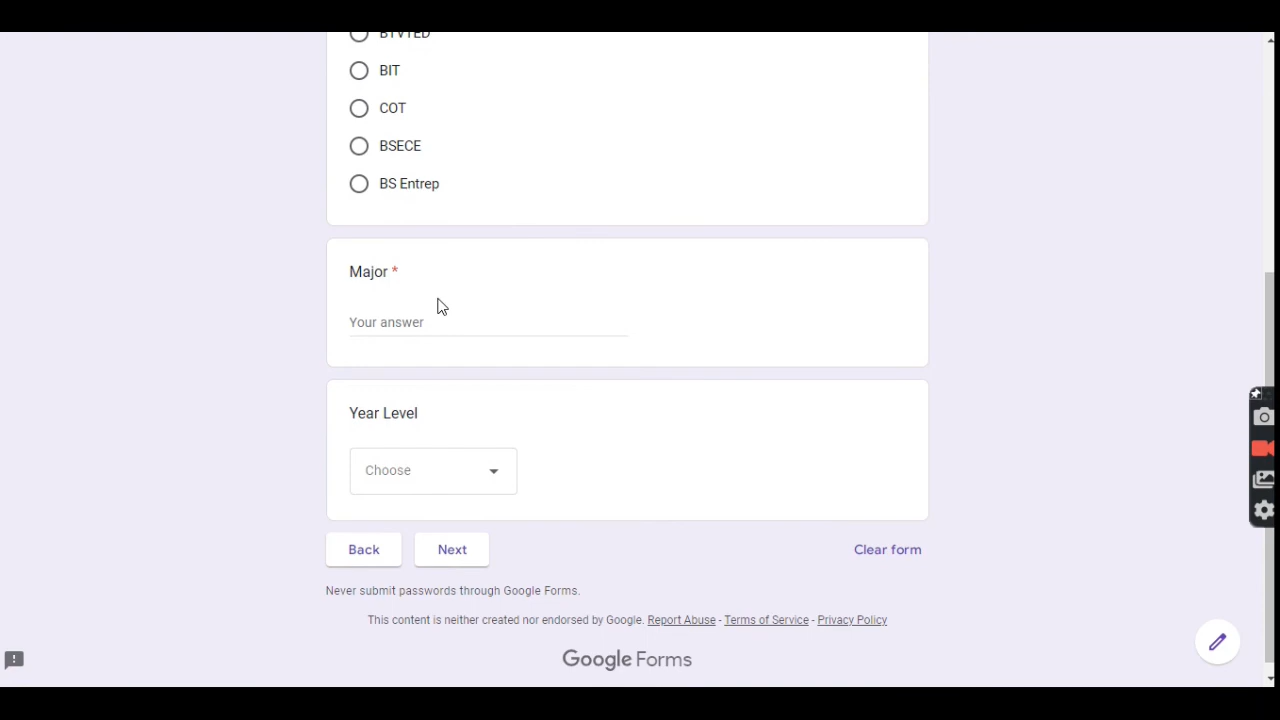 BTVTED
BIT
COT
BSECE
BS Entrep
Major *
Your answer
Year Level
Choose
Back
Next
Clear form
Never submit passwords through Google Forms.
This content is neither created nor endorsed by Google. Report Abuse - Terms of Service - Privacy Policy
Google Forms